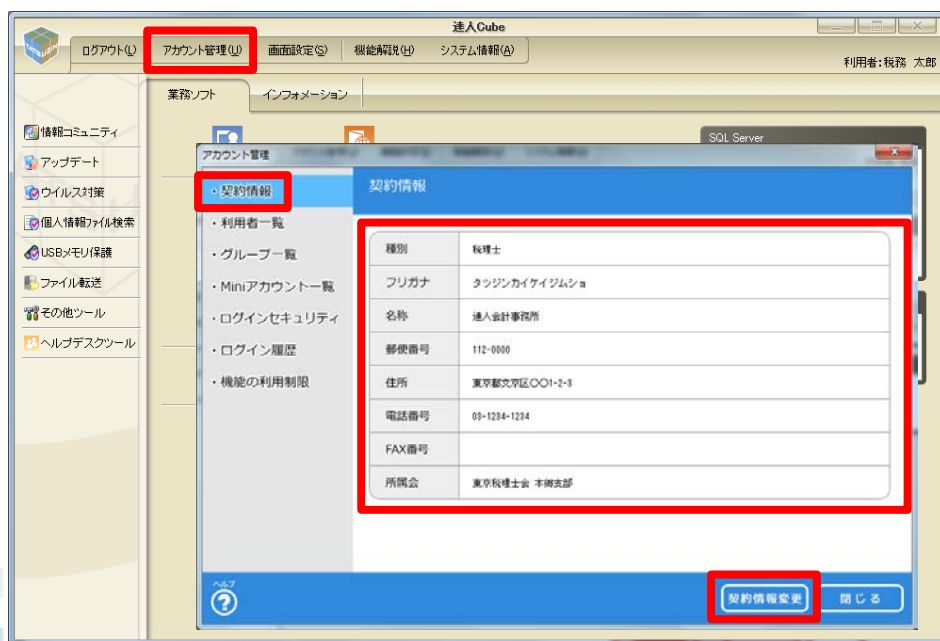 達人Cube
ログアウト(L) アカウント管理(U) 画面設定(S) 機能解説(H) システム情報(A)
利用者:税務 太郎
業務ソフト インフォメーション
情報コミュニティ
アップデート
ウイルス対策
個人情報ファイル検索
USBメモリ保護
ファイル転送
その他ツール
ヘルプデスクツール
SQL Server
アカウント管理
・契約情報
・利用者一覧
・グループ一覧
・Miniアカウント一覧
・ログインセキュリティ
・ログイン履歴
・機能の利用制限
契約情報
種別 税理士
フリガナ タツジンカイケイジムショ
名称 達人会計事務所
郵便番号 112-0000
住所 東京都文京区〇〇1-2-3
電話番号 03-1234-1234
FAX番号
所属会 東京税理士会 本郷支部
ヘルプ
契約情報変更 閉じる